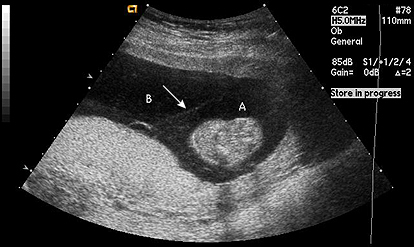 6C2 #78
H5.0MHz 110mm
Ob
General
85dB S1/+1/2/4
Gain= 0dB △=2
Store in progress
B
A